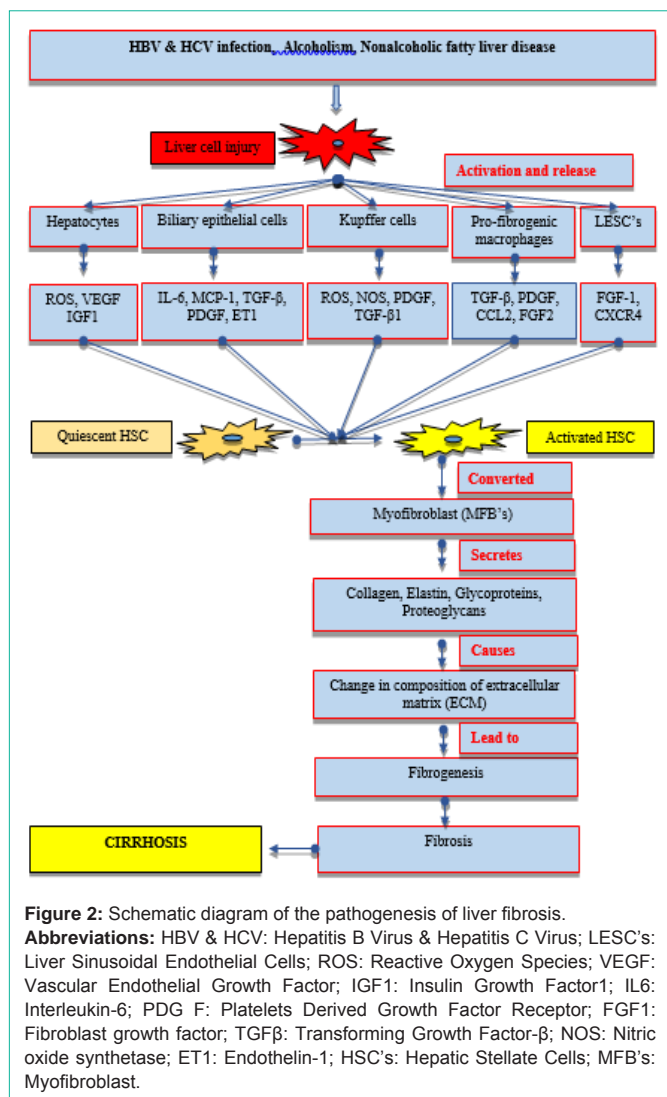 HBV & HCV infection, Alcoholism, Nonalcoholic fatty liver disease
Liver cell injury
Activation and release
Hepatocytes
Biliary epithelial cells
Kupffer cells
Pro-fibrogenic
macrophages
LESC's
ROS, VEGF
IGF1
IL-6, MCP-1, TGF-β,
PDGF, ET1
ROS, NOS, PDGF,
TGF-β1
TGF-β, PDGF,
CCL2, FGF2
FGF-1,
CXCR4
Quiescent HSC
Activated HSC
Converted
Myofibroblast (MFB's)
Secretes
Collagen, Elastin, Glycoproteins,
Proteoglycans
Causes
Change in composition of extracellular
matrix (ECM)
Lead to
Fibrogenesis
CIRRHOSIS
Fibrosis
Figure 2: Schematic diagram of the pathogenesis of liver fibrosis.
Abbreviations: HBV & HCV: Hepatitis B Virus & Hepatitis C Virus; LESC's:
Liver Sinusoidal Endothelial Cells; ROS: Reactive Oxygen Species; VEGF:
Vascular Endothelial Growth Factor; IGF1: Insulin Growth Factor1; IL6:
Interleukin-6; PDG F: Platelets Derived Growth Factor Receptor; FGF1:
Fibroblast growth factor; TGFβ: Transforming Growth Factor-β; NOS: Nitric
oxide synthetase; ET1: Endothelin-1; HSC's: Hepatic Stellate Cells; MFB's:
Myofibroblast.